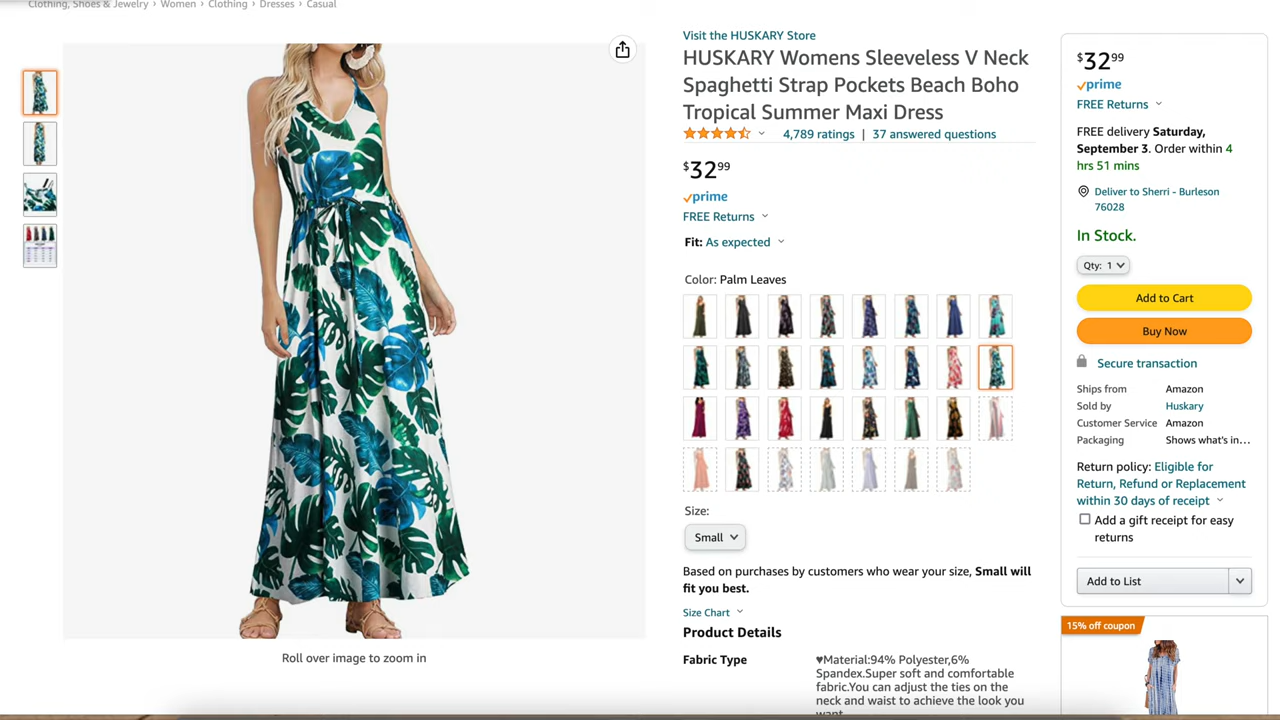 Clothing, Shoes & Jewelry › Women › Clothing › Dresses › Casual
Visit the HUSKARY Store
HUSKARY Womens Sleeveless V Neck
Spaghetti Strap Pockets Beach Boho
Tropical Summer Maxi Dress
4,789 ratings | 37 answered questions
$32.99
prime
FREE Returns
Fit: As expected
Color: Palm Leaves
Size:
Small
Based on purchases by customers who wear your size, Small will
fit you best.
Size Chart
Product Details
Fabric Type
♥Material:94% Polyester,6%
Spandex.Super soft and comfortable
fabric.You can adjust the ties on the
neck and waist to achieve the look you
want
Roll over image to zoom in
$32.99
prime
FREE Returns
FREE delivery Saturday,
September 3. Order within 4
hrs 51 mins
Deliver to Sherri - Burleson
76028
In Stock.
Qty: 1
Add to Cart
Buy Now
Secure transaction
Ships from Amazon
Sold by Huskary
Customer Service Amazon
Packaging Shows what's in...
Return policy: Eligible for
Return, Refund or Replacement
within 30 days of receipt
Add a gift receipt for easy
returns
Add to List
15% off coupon